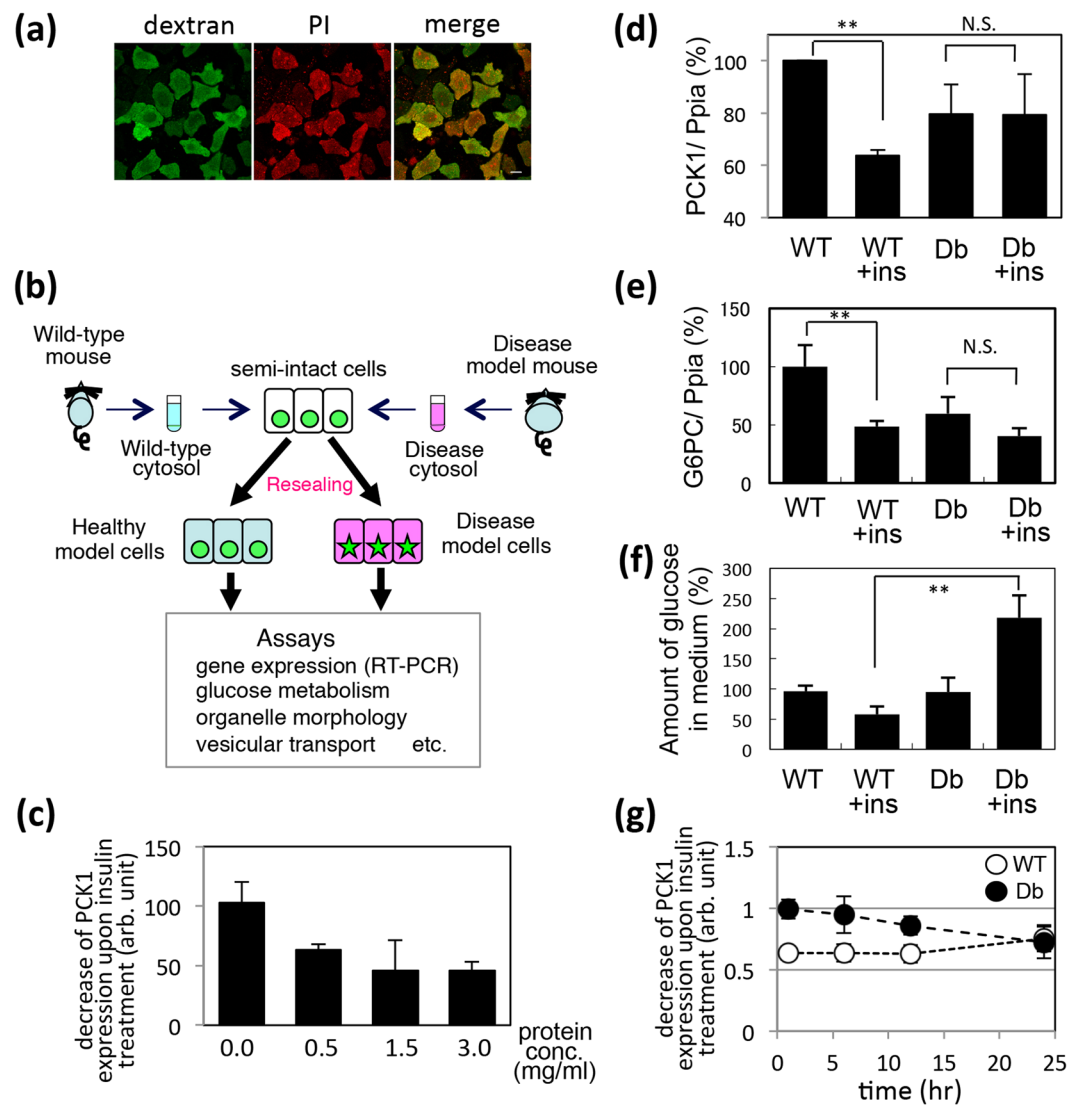 (a)
dextran PI merge
(b)
Wild-type
mouse
semi-intact cells
Disease
model mouse
Wild-type
cytosol
Disease
cytosol
Resealing
Healthy
model cells
Disease
model cells
Assays
gene expression (RT-PCR)
glucose metabolism
organelle morphology
vesicular transport etc.
(c)
decrease of PCK1
expression upon insulin
treatment (arb. unit)
150
100
50
0
0.0 0.5 1.5 3.0
protein
conc.
(mg/ml)
(d)
PCK1/ Ppia (%)
100
80
60
40
** N.S.
WT WT
+ins Db Db
+ins
(e)
G6PC/ Ppia (%)
150
100
50
0
** N.S.
WT WT
+ins Db Db
+ins
(f)
Amount of glucose
in medium (%)
300
250
200
150
100
50
0
**
WT WT
+ins Db Db
+ins
(g)
decrease of PCK1
expression upon insulin
treatment (arb. unit)
1.5
1
0.5
0
WT
Db
0 5 10 15 20 25
time (hr)